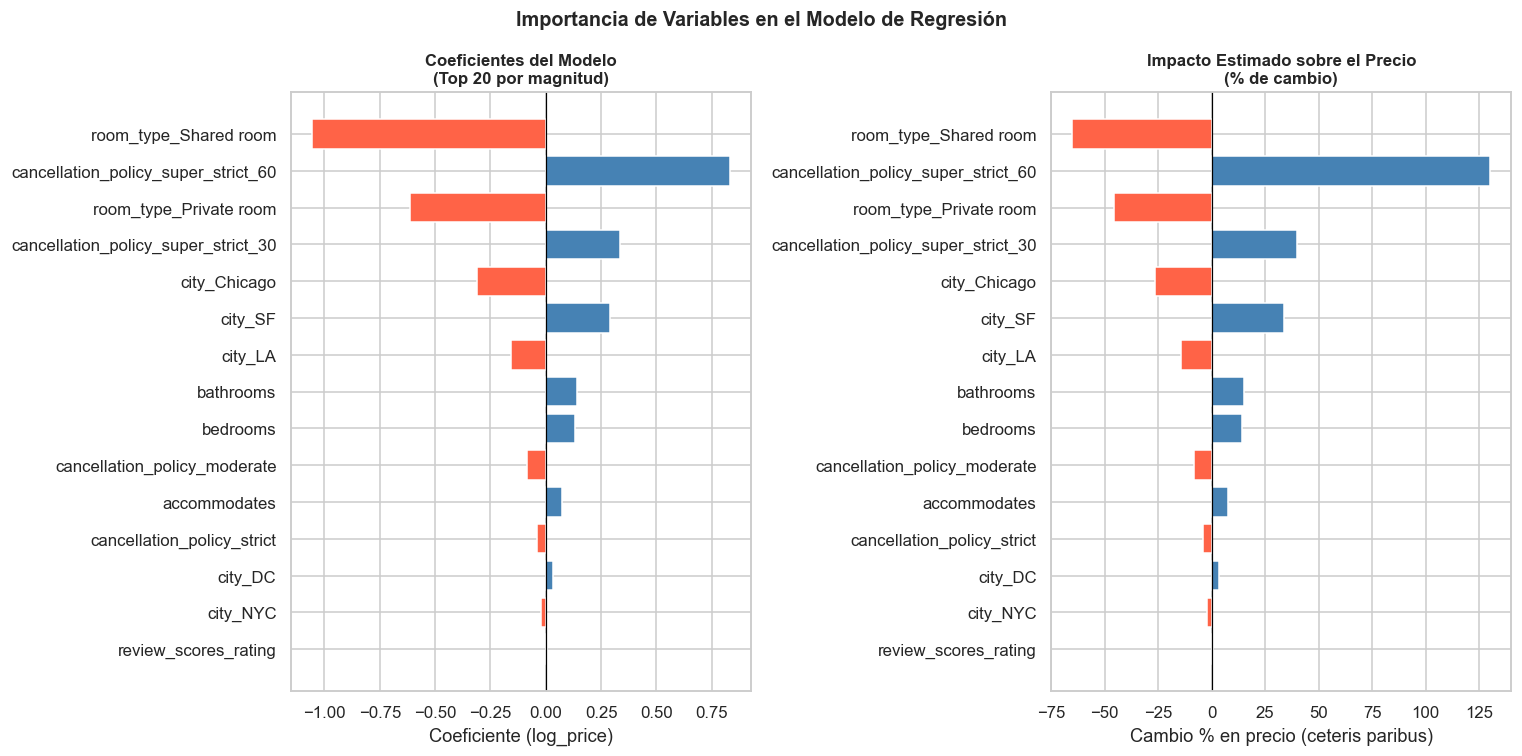 Importancia de Variables en el Modelo de Regresión
Coeficientes del Modelo
(Top 20 por magnitud)
room_type_Shared room
cancellation_policy_super_strict_60
room_type_Private room
cancellation_policy_super_strict_30
city_Chicago
city_SF
city_LA
bathrooms
bedrooms
cancellation_policy_moderate
accommodates
cancellation_policy_strict
city_DC
city_NYC
review_scores_rating
−1.00 −0.75 −0.50 −0.25 0.00 0.25 0.50 0.75
Coeficiente (log_price)
Impacto Estimado sobre el Precio
(% de cambio)
room_type_Shared room
cancellation_policy_super_strict_60
room_type_Private room
cancellation_policy_super_strict_30
city_Chicago
city_SF
city_LA
bathrooms
bedrooms
cancellation_policy_moderate
accommodates
cancellation_policy_strict
city_DC
city_NYC
review_scores_rating
−75 −50 −25 0 25 50 75 100 125
Cambio % en precio (ceteris paribus)